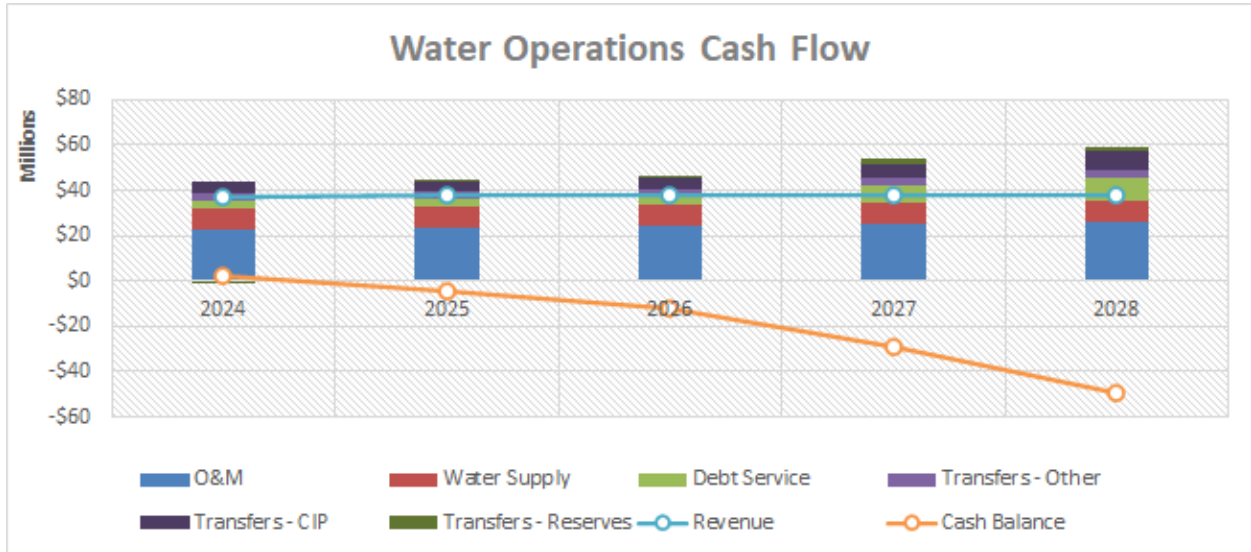 Water Operations Cash Flow
Millions
$80
$60
$40
$20
$0
-$20
-$40
-$60
2024 2025 2026 2027 2028
O&M Water Supply Debt Service Transfers - Other
Transfers - CIP Transfers - Reserves Revenue Cash Balance